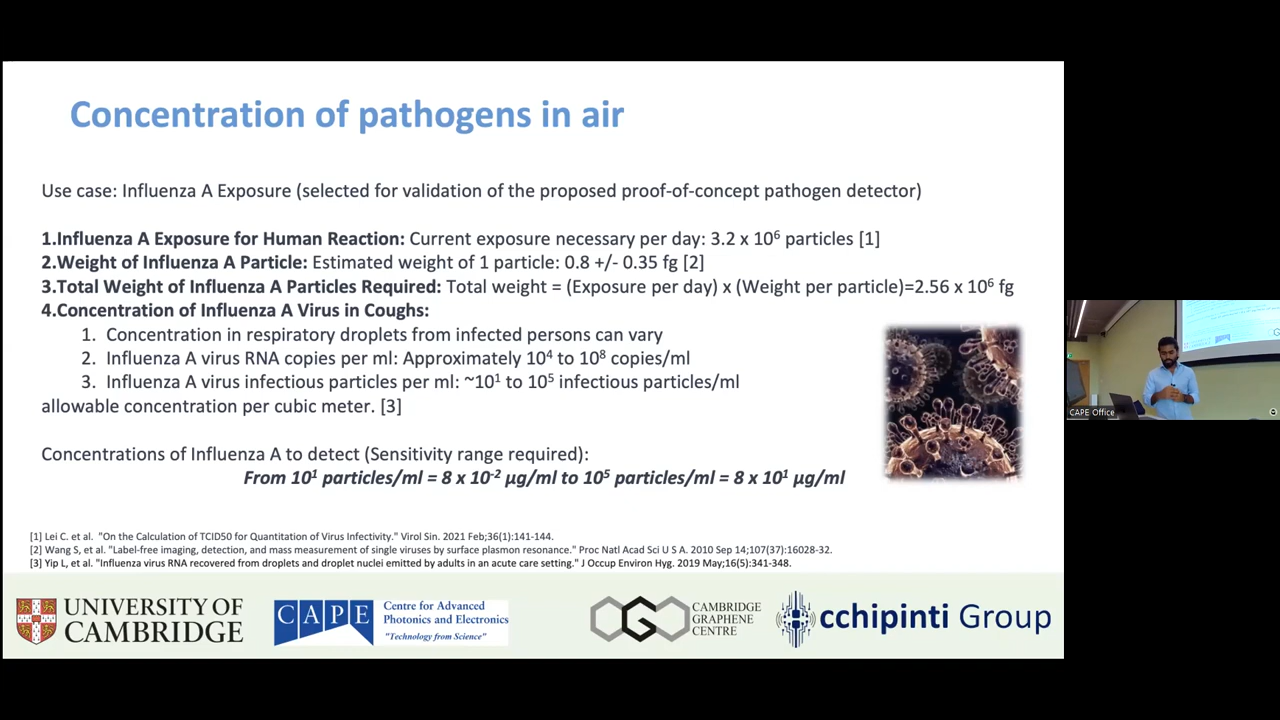 Concentration of pathogens in air
Use case: Influenza A Exposure (selected for validation of the proposed proof-of-concept pathogen detector)
1.Influenza A Exposure for Human Reaction: Current exposure necessary per day: 3.2 x 10⁶ particles [1]
2.Weight of Influenza A Particle: Estimated weight of 1 particle: 0.8 +/- 0.35 fg [2]
3.Total Weight of Influenza A Particles Required: Total weight = (Exposure per day) x (Weight per particle)=2.56 x 10⁶ fg
4.Concentration of Influenza A Virus in Coughs:
1. Concentration in respiratory droplets from infected persons can vary
2. Influenza A virus RNA copies per ml: Approximately 10⁴ to 10⁸ copies/ml
3. Influenza A virus infectious particles per ml: ~10¹ to 10⁵ infectious particles/ml
allowable concentration per cubic meter. [3]
Concentrations of Influenza A to detect (Sensitivity range required):
From 10¹ particles/ml = 8 x 10⁻² µg/ml to 10⁵ particles/ml = 8 x 10¹ µg/ml
[1] Lei C. et al. "On the Calculation of TCID50 for Quantitation of Virus Infectivity." Virol Sin. 2021 Feb;36(1):141-144.
[2] Wang S, et al. "Label-free imaging, detection, and mass measurement of single viruses by surface plasmon resonance." Proc Natl Acad Sci U S A. 2010 Sep 14;107(37):16028-32.
[3] Yip L, et al. "Influenza virus RNA recovered from droplets and droplet nuclei emitted by adults in an acute care setting." J Occup Environ Hyg. 2019 May;16(5):341-348.
UNIVERSITY OF
CAMBRIDGE
CAPE
Centre for Advanced
Photonics and Electronics
"Technology from Science"
CAMBRIDGE
GRAPHENE
CENTRE
cchipinti Group
CAPE Office